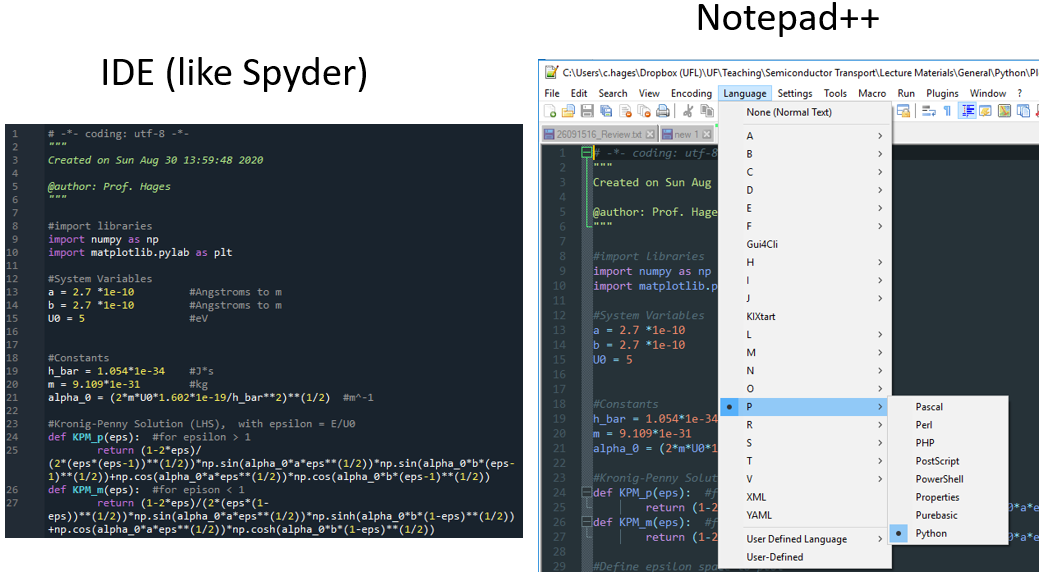 Notepad++
IDE (like Spyder)
1 # -*- coding: utf-8 -*-
2 """
3 Created on Sun Aug 30 13:59:48 2020
4
5 @author: Prof. Hages
6 """
7
8 #import libraries
9 import numpy as np
10 import matplotlib.pylab as plt
11
12 #System Variables
13 a = 2.7 *1e-10 #Angstroms to m
14 b = 2.7 *1e-10 #Angstroms to m
15 U0 = 5 #eV
16
17
18 #Constants
19 h_bar = 1.054*1e-34 #J*s
20 m = 9.109*1e-31 #kg
21 alpha_0 = (2*m*U0*1.602*1e-19/h_bar**2)**(1/2) #m^-1
22
23 #Kronig-Penny Solution (LHS), with epsilon = E/U0
24 def KPM_p(eps): #for epsilon > 1
25 return (1-2*eps)/
(2*(eps*(eps-1))**(1/2))*np.sin(alpha_0*a*eps**(1/2))*np.sin(alpha_0*b*(eps-
1)**(1/2))+np.cos(alpha_0*a*eps**(1/2))*np.cos(alpha_0*b*(eps-1)**(1/2))
26 def KPM_m(eps): #for epison < 1
27 return (1-2*eps)/(2*(eps*(1-
eps))**(1/2))*np.sin(alpha_0*a*eps**(1/2))*np.sinh(alpha_0*b*(1-eps)**(1/2))
+np.cos(alpha_0*a*eps**(1/2))*np.cosh(alpha_0*b*(1-eps)**(1/2))
C:\Users\c.hages\Dropbox (UFL)\UF\Teaching\Semiconductor Transport\Lecture Materials\General\Python\Pl
File Edit Search View Encoding Language Settings Tools Macro Run Plugins Window ?
26091516_Review.txt new 1
1 # -*- coding: utf-8
2 """
3 Created on Sun Aug
4
5 @author: Prof. Hage
6 """
7
8 #import libraries
9 import numpy as np
10 import matplotlib.p
11
12 #System Variables
13 a = 2.7 *1e-10
14 b = 2.7 *1e-10
15 U0 = 5
16
17
18 #Constants
19 h_bar = 1.054*1e-34
20 m = 9.109*1e-31
21 alpha_0 = (2*m*U0*1
22
23 #Kronig-Penny Solut
24 def KPM_p(eps): #f
25 return (1-2 0*a*e
26 def KPM_m(eps): #f
27 return (1-2 0*a*e
28
29 #Define epsilon sp
None (Normal Text)
A
B
C
D
E
F
Gui4Cli
H
I
J
KIXtart
L
M
N
O
P
R
S
T
V
XML
YAML
User Defined Language
User-Defined
Pascal
Perl
PHP
PostScript
PowerShell
Properties
Purebasic
Python